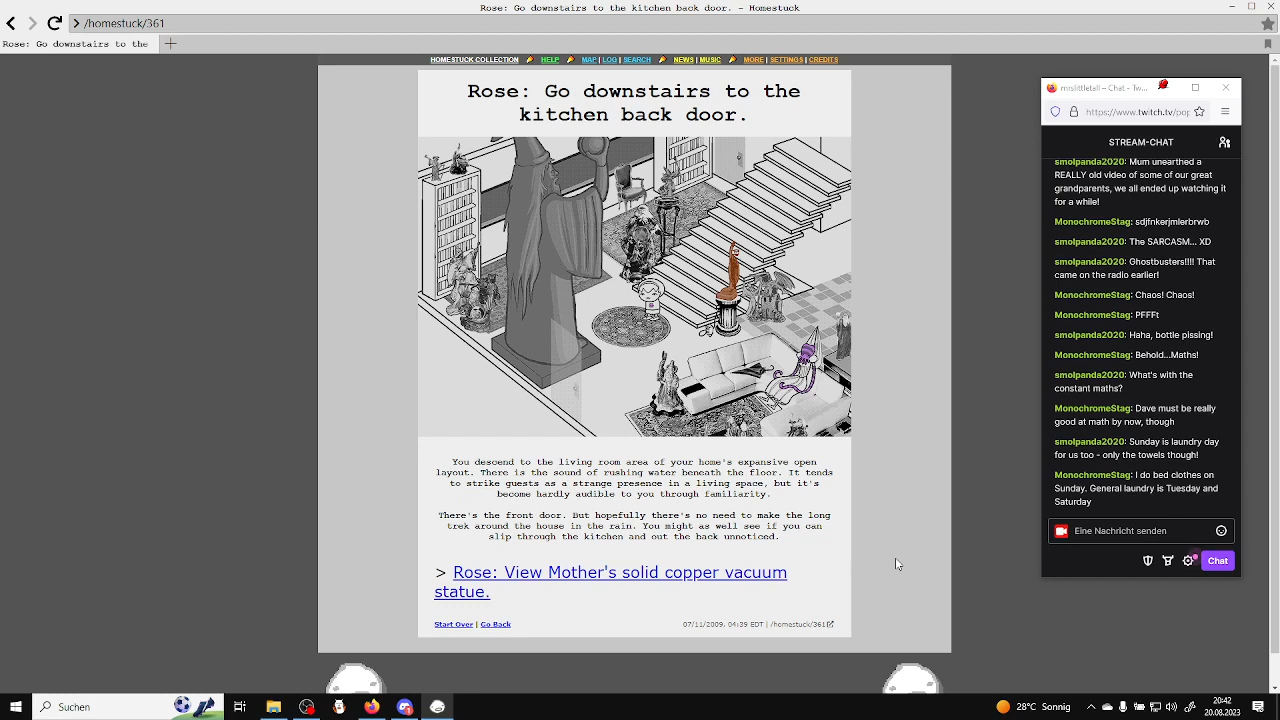 Rose: Go downstairs to the kitchen back door. - Homestuck
/homestuck/361
Rose: Go downstairs to the
HOMESTUCK COLLECTION HELP MAP | LOG | SEARCH NEWS | MUSIC MORE | SETTINGS | CREDITS
Rose: Go downstairs to the
kitchen back door.
You descend to the living room area of your home's expansive open
layout. There is the sound of rushing water beneath the floor. It tends
to strike guests as a strange presence in a living space, but it's
become hardly audible to you through familiarity.
There's the front door. But hopefully there's no need to make the long
trek around the house in the rain. You might as well see if you can
slip through the kitchen and out the back unnoticed.
> Rose: View Mother's solid copper vacuum
statue.
Start Over | Go Back
07/11/2009, 04:39 EDT | /homestuck/361
mrslittletall – Chat - Tw...
https://www.twitch.tv/pop
STREAM-CHAT
smolpanda2020: Mum unearthed a
REALLY old video of some of our great
grandparents, we all ended up watching it
for a while!
MonochromeStag: sdjfnkerjmlerbrwb
smolpanda2020: The SARCASM... XD
smolpanda2020: Ghostbusters!!!! That
came on the radio earlier!
MonochromeStag: Chaos! Chaos!
MonochromeStag: PFFFt
smolpanda2020: Haha, bottle pissing!
MonochromeStag: Behold...Maths!
smolpanda2020: What's with the
constant maths?
MonochromeStag: Dave must be really
good at math by now, though
smolpanda2020: Sunday is laundry day
for us too - only the towels though!
MonochromeStag: I do bed clothes on
Sunday. General laundry is Tuesday and
Saturday
Eine Nachricht senden
Chat
Suchen
28°C Sonnig
20:42
20.08.2023